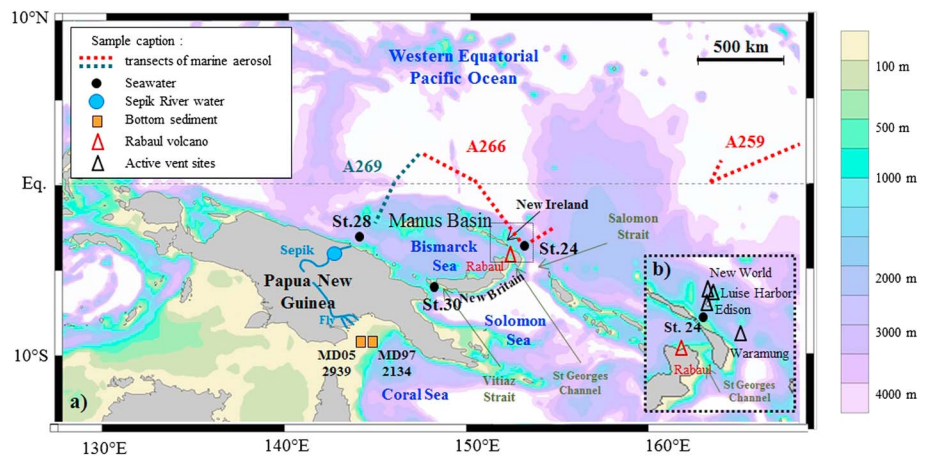 10°N
Sample caption :
transects of marine aerosol
Seawater
Sepik River water
Bottom sediment
Rabaul volcano
Active vent sites
Western Equatorial
Pacific Ocean
500 km
100 m
500 m
1000 m
2000 m
3000 m
4000 m
A269
A266
A259
Eq.
St.28
Manus Basin
New Ireland
Salomon
Strait
St.24
Sepik
Bismarck
Sea
Rabaul
Papua New
Guinea
St.30
New Britain
Fly
Solomon
Sea
MD05
2939
MD97
2134
10°S
Vitiaz
Strait
St Georges
Channel
Coral Sea
a)
b)
New World
Luise Harbor
Edison
St. 24
Waramung
Rabaul
St Georges
Channel
130°E
140°E
150°E
160°E